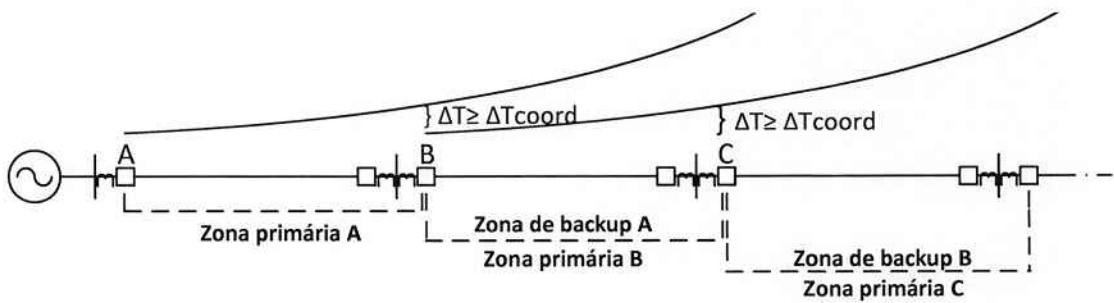 ΔT≥ ΔTcoord
ΔT≥ ΔTcoord
A
B
C
Zona primária A
Zona de backup A
Zona primária B
Zona de backup B
Zona primária C